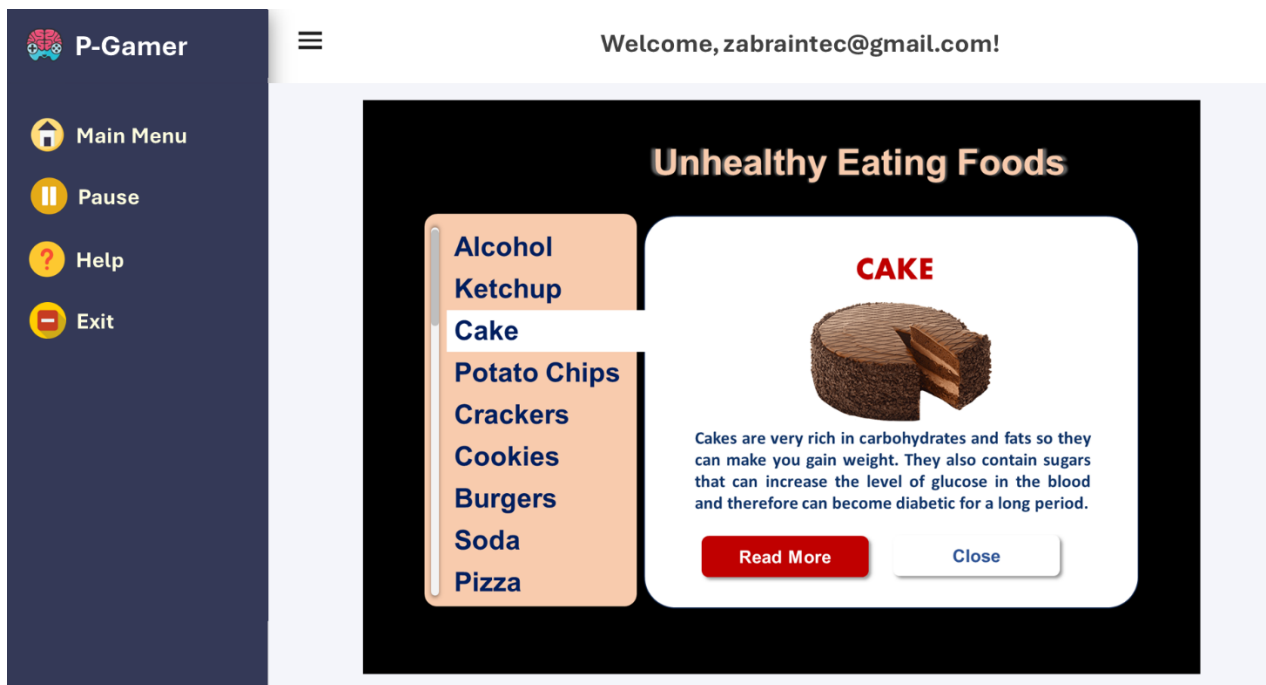 P-Gamer
Welcome, zabraintec@gmail.com!
Main Menu
Pause
Help
Exit
Unhealthy Eating Foods
Alcohol
Ketchup
Cake
Potato Chips
Crackers
Cookies
Burgers
Soda
Pizza
CAKE
Cakes are very rich in carbohydrates and fats so they
can make you gain weight. They also contain sugars
that can increase the level of glucose in the blood
and therefore can become diabetic for a long period.
Read More
Close